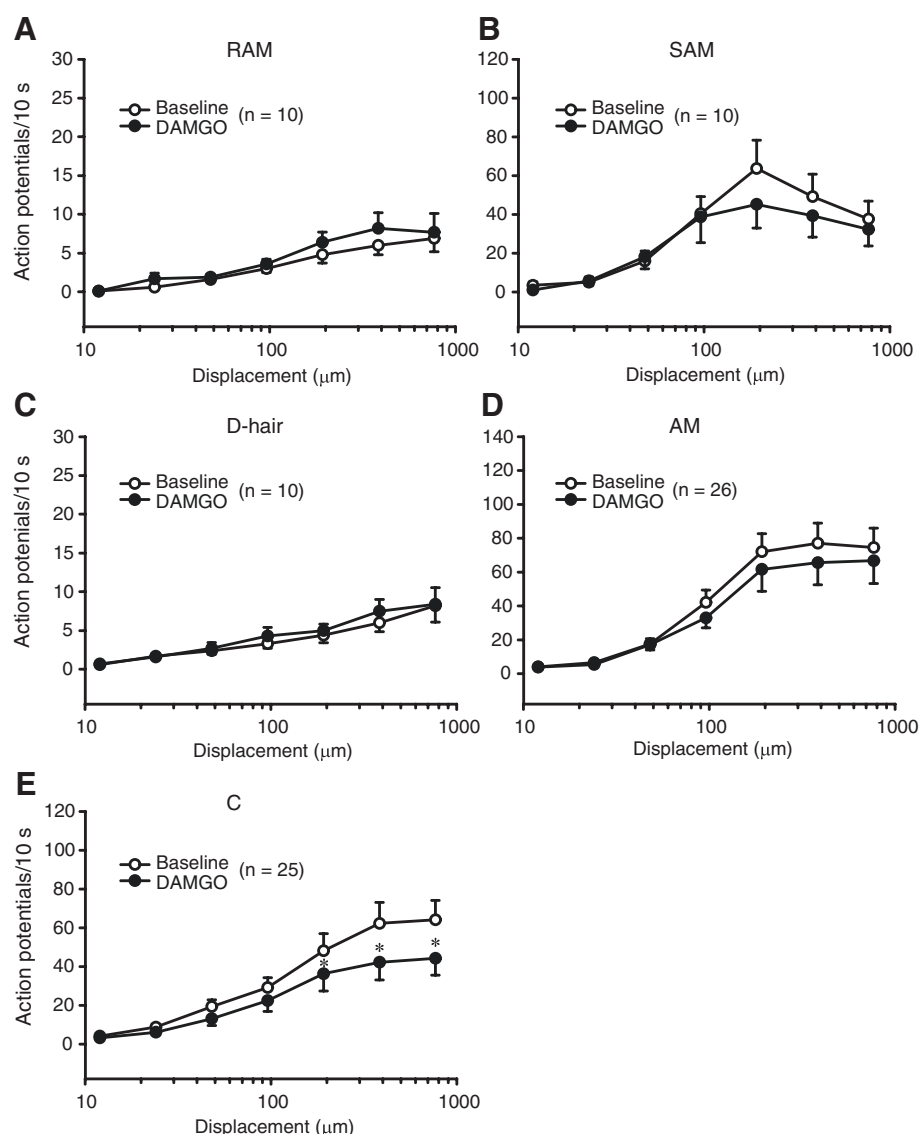 A
RAM
30
25
20
15
10
5
0
Action potentials/10 s
Baseline
DAMGO
(n = 10)
10
100
1000
Displacement (μm)
B
SAM
120
100
80
60
40
20
0
Baseline
DAMGO
(n = 10)
10
100
1000
Displacement (μm)
C
D-hair
30
25
20
15
10
5
0
Action potenials/10 s
Baseline
DAMGO
(n = 10)
10
100
1000
Displacement (μm)
D
AM
140
120
100
80
60
40
20
0
Baseline
DAMGO
(n = 26)
10
100
1000
Displacement (μm)
E
C
120
100
80
60
40
20
0
Action potentials/10 s
Baseline
DAMGO
(n = 25)
* * *
10
100
1000
Displacement (μm)